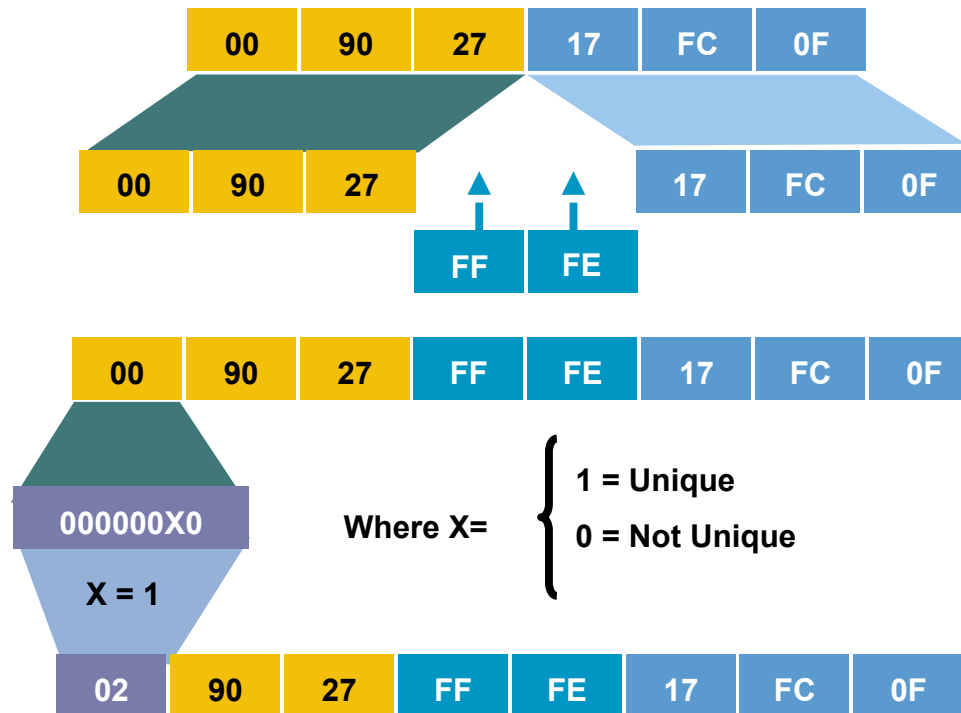 00 90 27 17 FC 0F
00 90 27 17 FC 0F
FF FE
00 90 27 FF FE 17 FC 0F
1 = Unique
000000X0 Where X=
0 = Not Unique
X = 1
02 90 27 FF FE 17 FC 0F